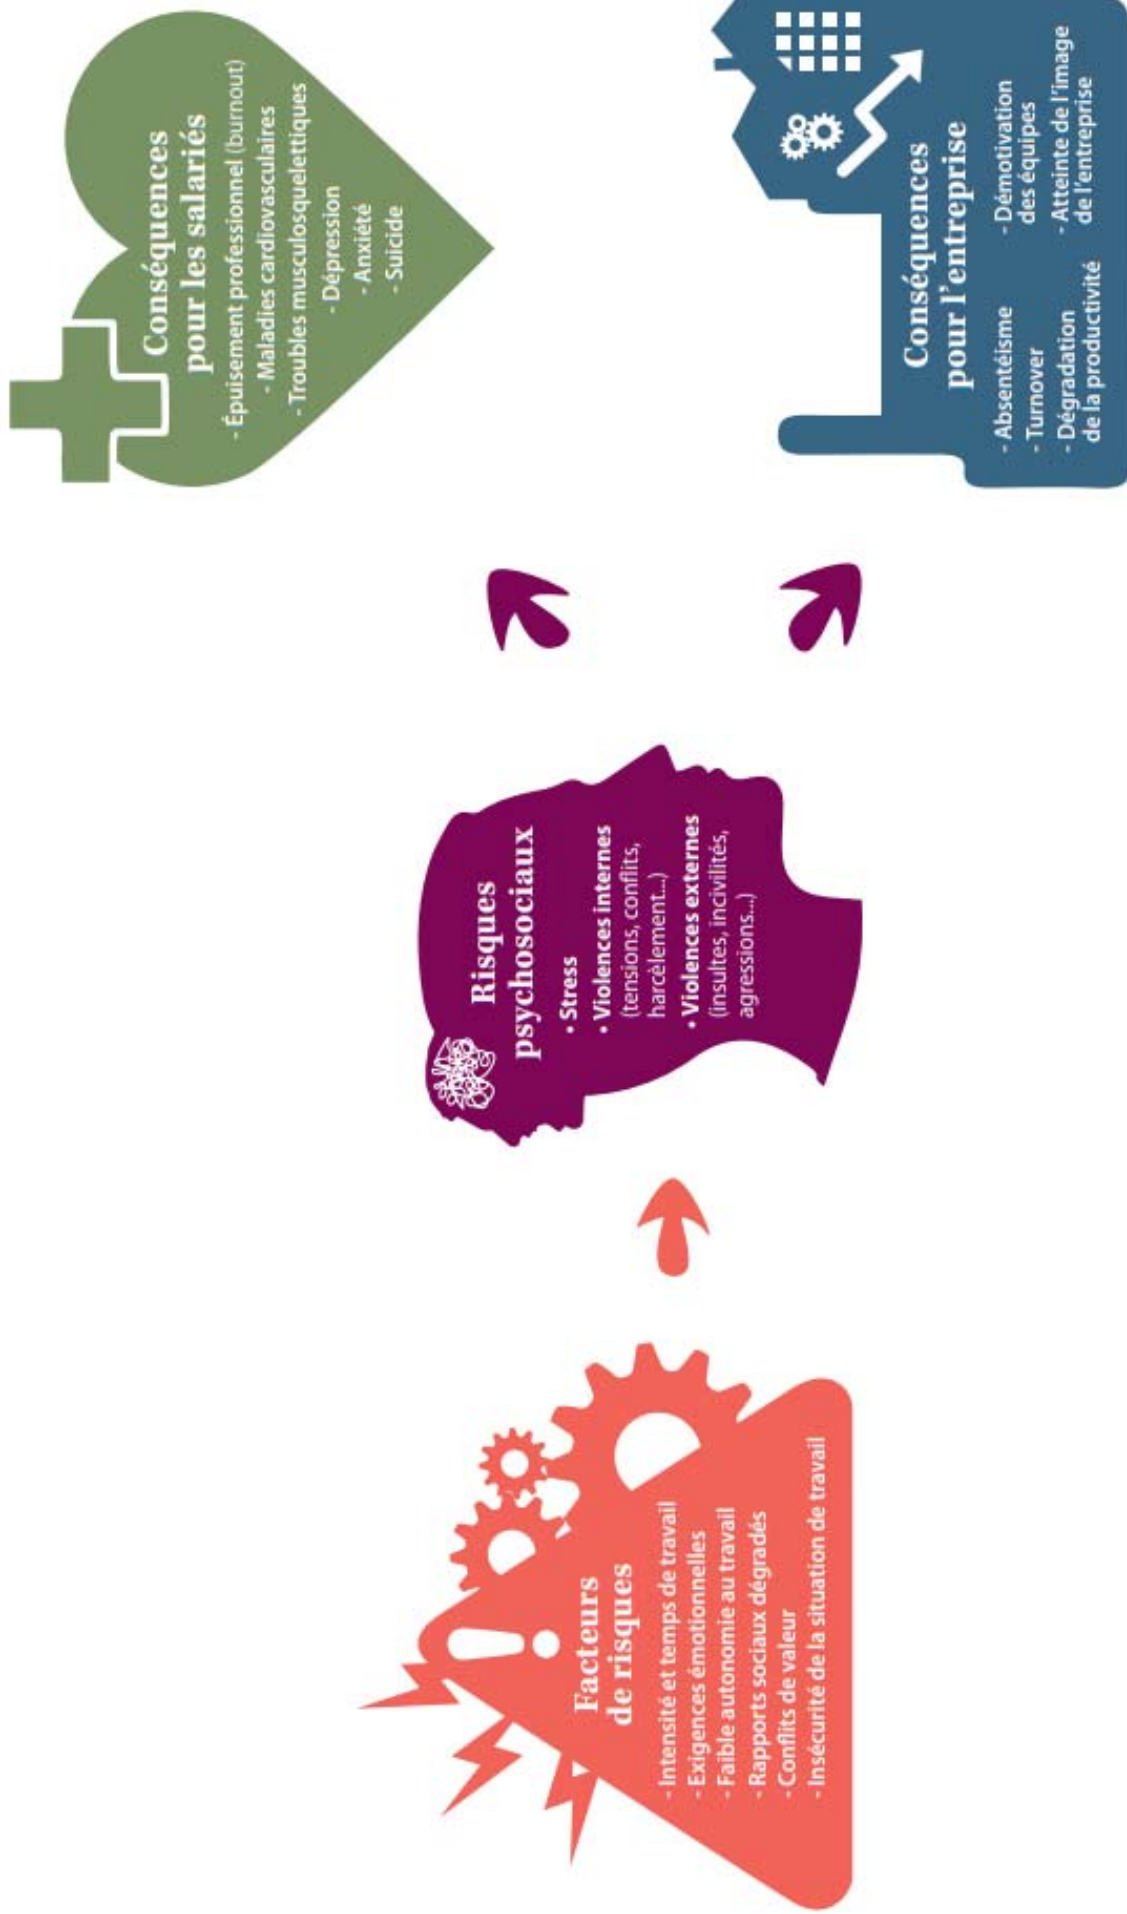 Facteurs
de risques
- Intensité et temps de travail
- Exigences émotionnelles
- Faible autonomie au travail
- Rapports sociaux dégradés
- Conflits de valeur
- Insécurité de la situation de travail
Risques
psychosociaux
• Stress
• Violences internes
(tensions, conflits,
harcèlement...)
• Violences externes
(insultes, incivilités,
agressions...)
Conséquences
pour les salariés
- Épuisement professionnel (burnout)
- Maladies cardiovasculaires
- Troubles musculosquelettiques
- Dépression
- Anxiété
- Suicide
Conséquences
pour l'entreprise
- Absentéisme
- Turnover
- Dégradation
de la productivité
- Démotivation
des équipes
- Atteinte de l'image
de l'entreprise